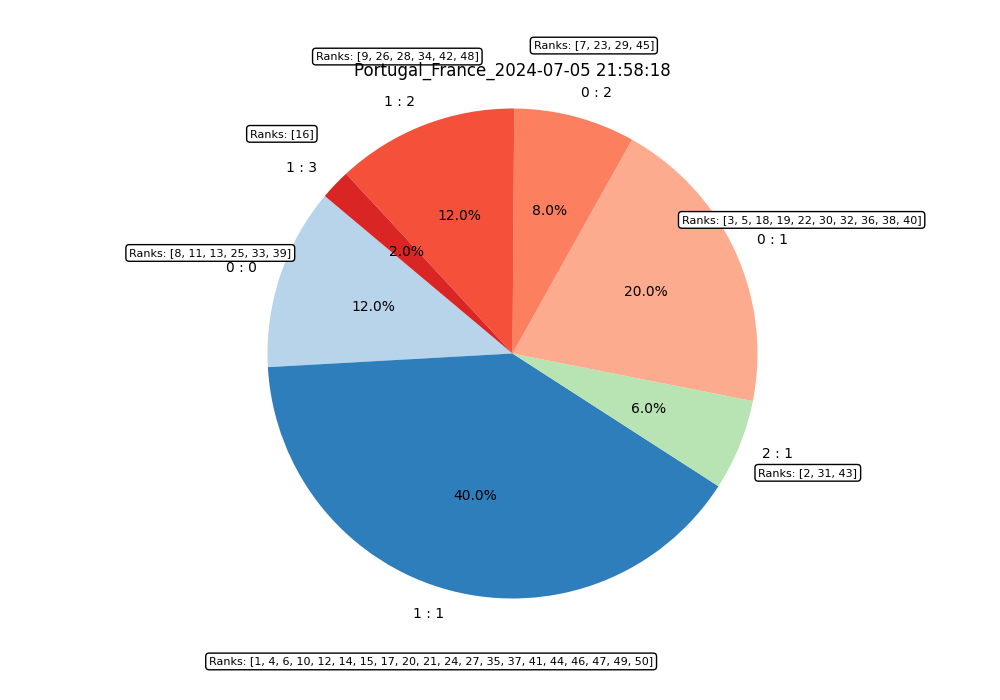 Ranks: [7, 23, 29, 45]
Ranks: [9, 26, 28, 34, 42, 48]
Portugal_France_2024-07-05 21:58:18
0 : 2
1 : 2
Ranks: [16]
1 : 3
12.0%
8.0%
Ranks: [3, 5, 18, 19, 22, 30, 32, 36, 38, 40]
0 : 1
2.0%
Ranks: [8, 11, 13, 25, 33, 39]
0 : 0
20.0%
12.0%
6.0%
2 : 1
Ranks: [2, 31, 43]
40.0%
1 : 1
Ranks: [1, 4, 6, 10, 12, 14, 15, 17, 20, 21, 24, 27, 35, 37, 41, 44, 46, 47, 49, 50]